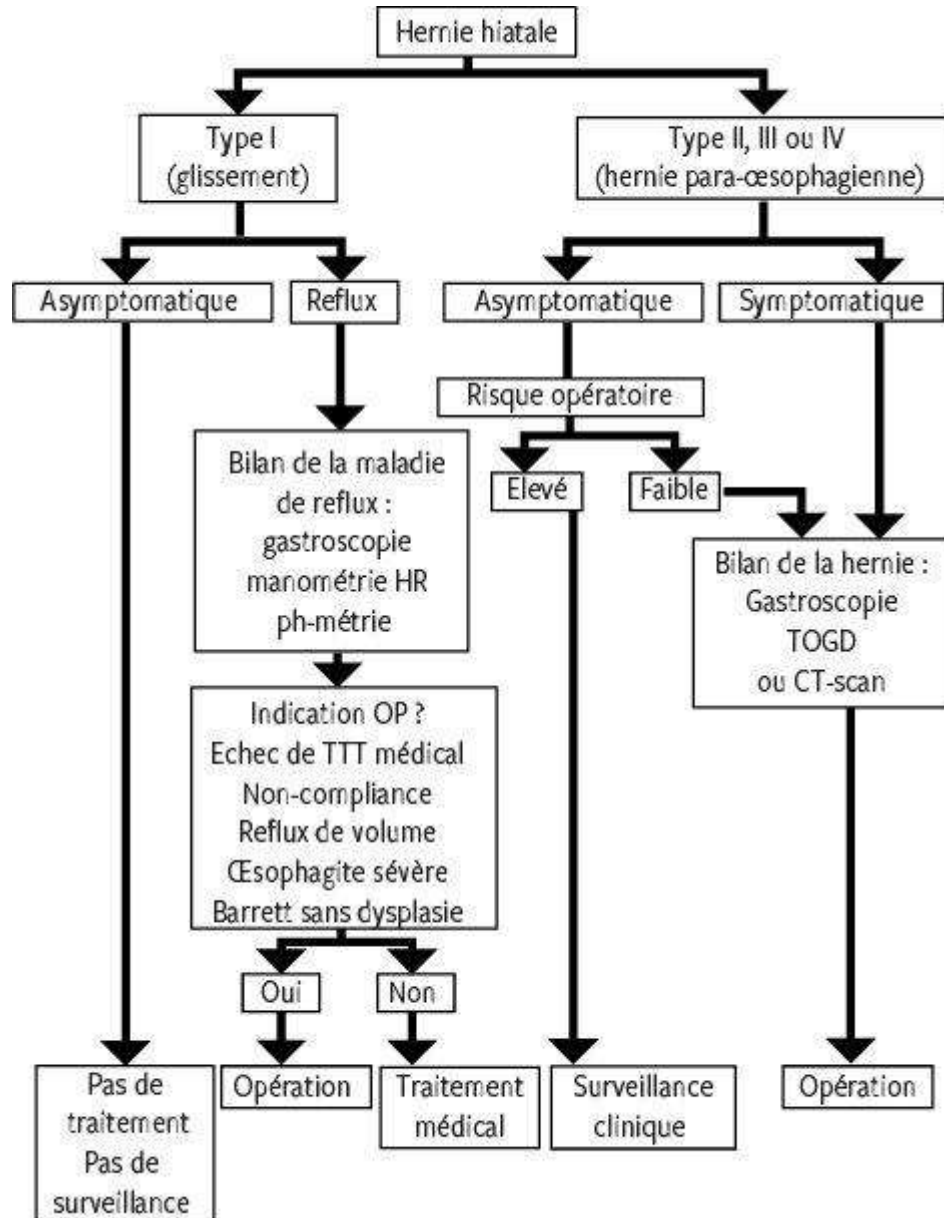 Hernie hiatale
Type I
(glissement)
Type II, III ou IV
(hernie para-œsophagienne)
Asymptomatique
Reflux
Asymptomatique
Symptomatique
Risque opératoire
Elevé
Faible
Bilan de la maladie
de reflux :
gastroscopie
manométrie HR
ph-métrie
Bilan de la hernie :
Gastroscopie
TOGD
ou CT-scan
Indication OP ?
Echec de TTT médical
Non-compliance
Reflux de volume
Œsophagite sévère
Barrett sans dysplasie
Oui
Non
Pas de
traitement
Pas de
surveillance
Opération
Traitement
médical
Surveillance
clinique
Opération